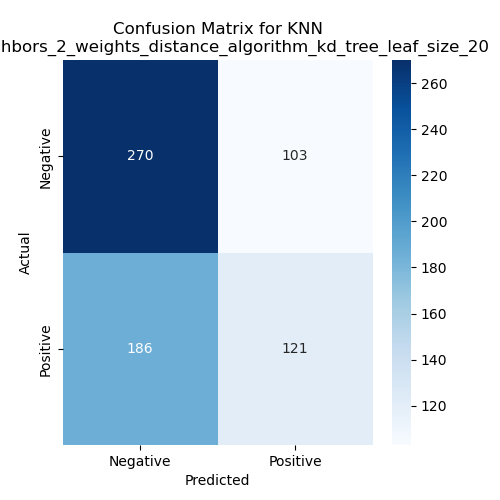 Confusion Matrix for KNN
hbors_2_weights_distance_algorithm_kd_tree_leaf_size_20
Actual
Negative
Positive
270
103
186
121
Negative
Positive
Predicted
260
240
220
200
180
160
140
120